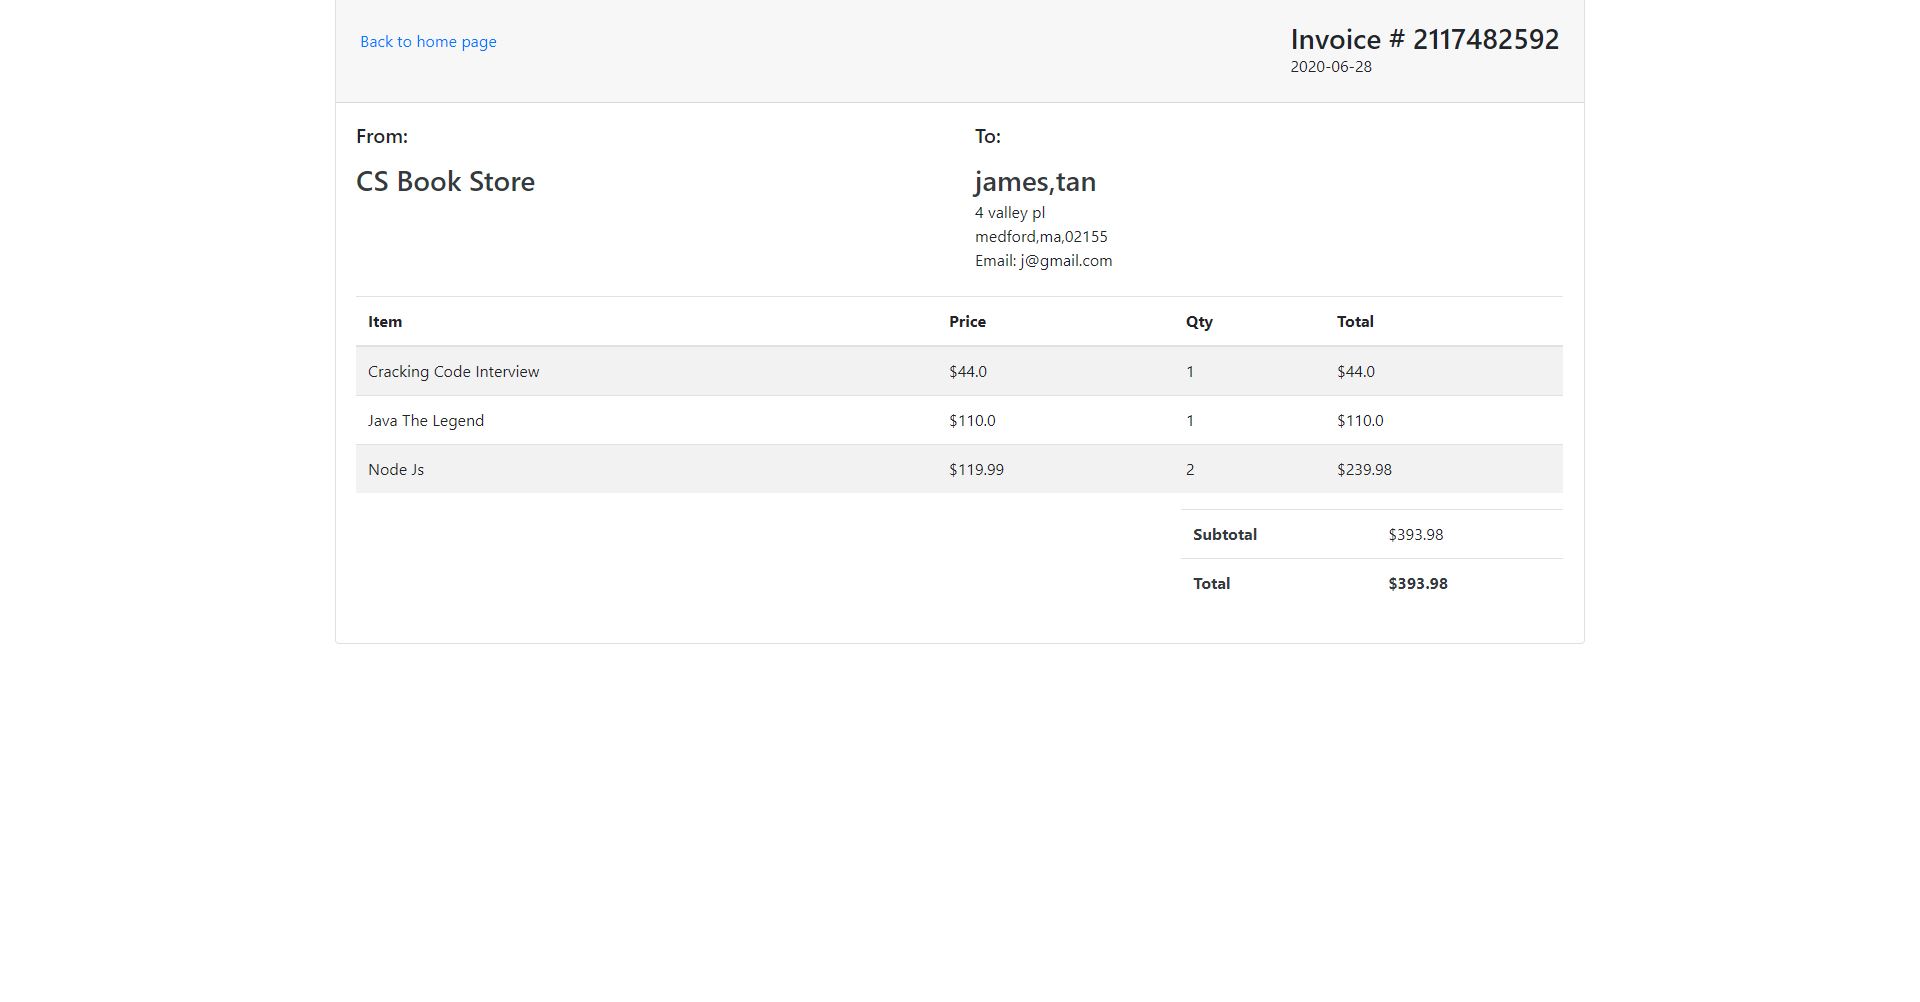 Back to home page
Invoice # 2117482592
2020-06-28
From:
CS Book Store
To:
james,tan
4 valley pl
medford,ma,02155
Email: j@gmail.com
Item Price Qty Total
Cracking Code Interview $44.0 1 $44.0
Java The Legend $110.0 1 $110.0
Node Js $119.99 2 $239.98
Subtotal $393.98
Total $393.98